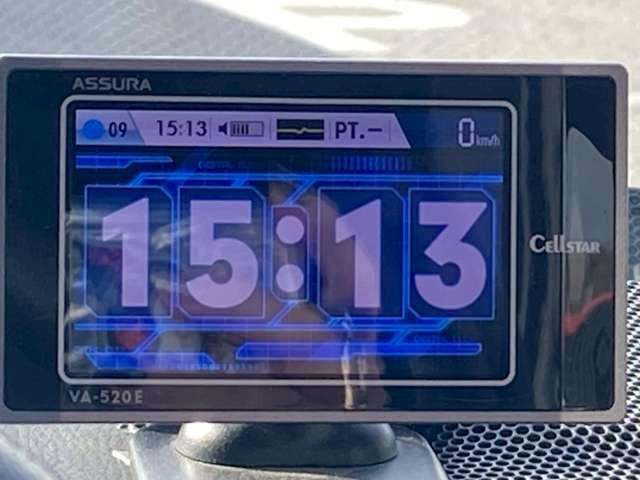 ASSURA
09 15:13 PT.− 0km/h
15:13
CELLSTAR
VA-520E